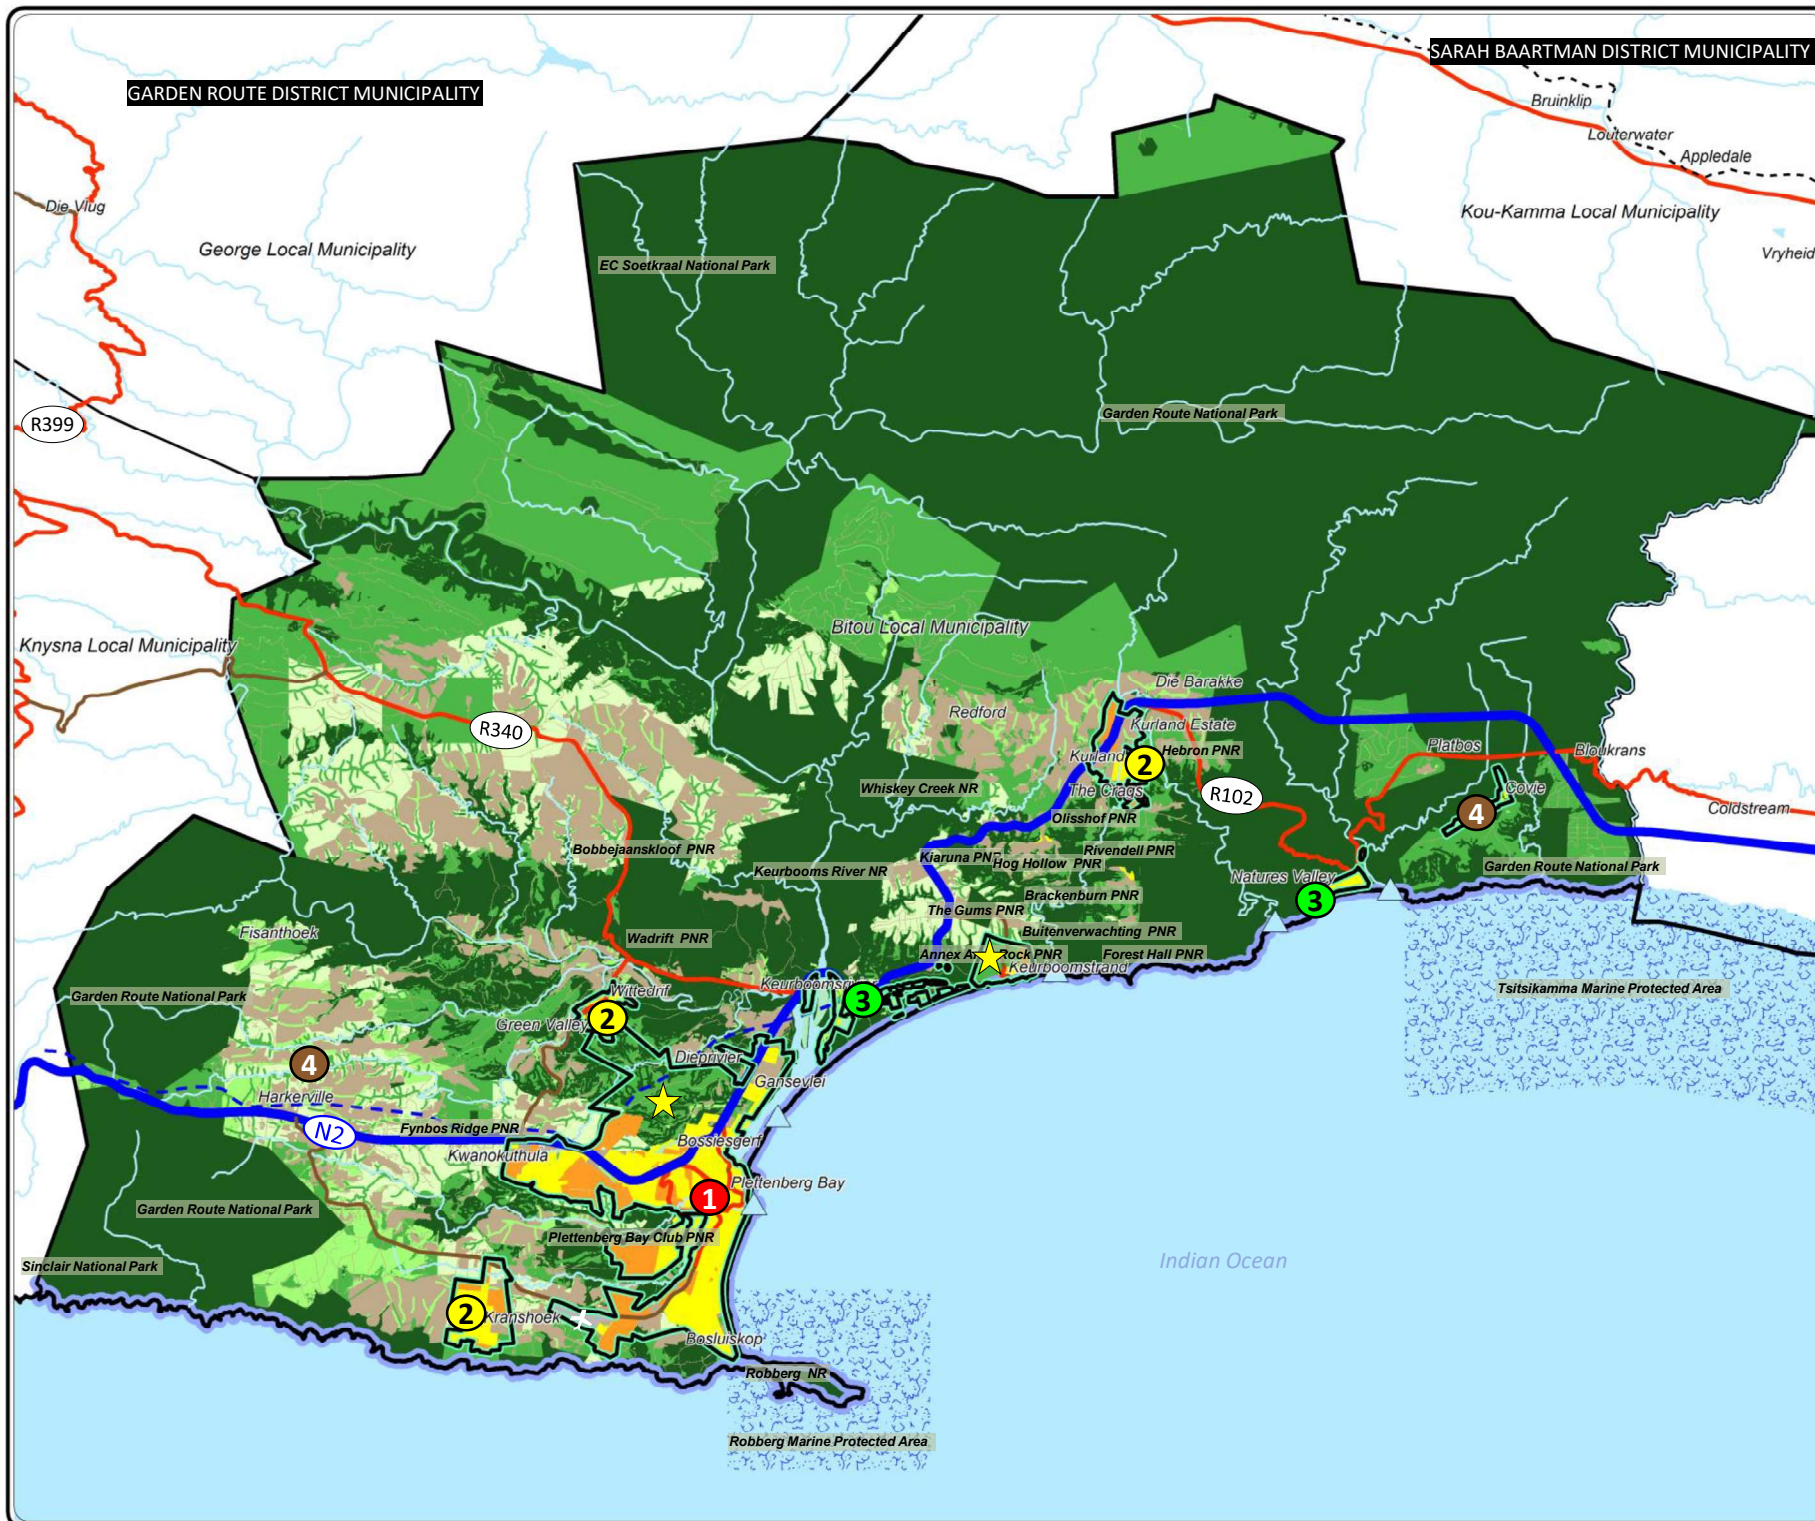 SARAH BAARTMAN DISTRICT MUNICIPALITY
GARDEN ROUTE DISTRICT MUNICIPALITY
Bruinklip
Louterwater
Appledale
Die Vlug
Kou-Kamma Local Municipality
George Local Municipality
Vryheid
EC Soetkraal National Park
Garden Route National Park
R399
Bitou Local Municipality
Knysna Local Municipality
Die Barakke
Redford
Kurland Estate
R340
Hebron PNR
Platbos
Bloukrans
Kurland
2
Whiskey Creek NR
The Crags
R102
Covie
4
Coldstream
Olisshof PNR
Bobbejaanskloof PNR
Rivendell PNR
Kiaruna PNR
Hog Hollow PNR
Keurbooms River NR
Garden Route National Park
Natures Valley
Brackenburn PNR
3
The Gums PNR
Fisanthoek
Wadrift PNR
Buitenverwachting PNR
Forest Hall PNR
Keurboomstrand
Keurboomsrivier
Wittedrif
Tsitsikamma Marine Protected Area
Garden Route National Park
3
Green Valley
2
Dieprivier
4
Gansevlei
Harkerville
N2
Fynbos Ridge PNR
Bossiesgerf
Kwanokuthula
Plettenberg Bay
1
Garden Route National Park
Plettenberg Bay Club PNR
Indian Ocean
Sinclair National Park
2
Kranshoek
Bosluiskop
Robberg NR
Robberg Marine Protected Area